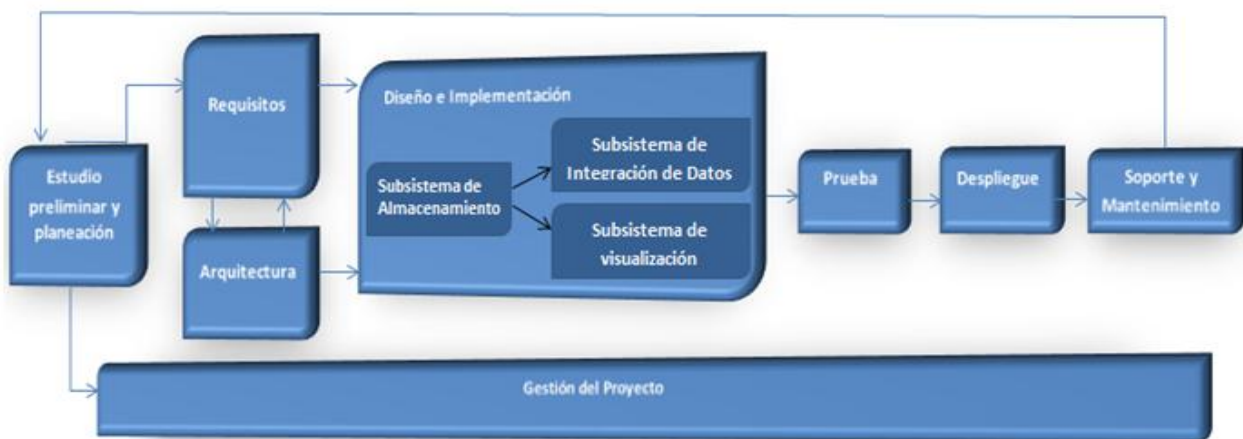 Estudio
preliminar y
planeación
Requisitos
Arquitectura
Diseño e Implementación
Subsistema de
Almacenamiento
Subsistema de
Integración de Datos
Subsistema de
visualización
Prueba
Despliegue
Soporte y
Mantenimiento
Gestión del Proyecto